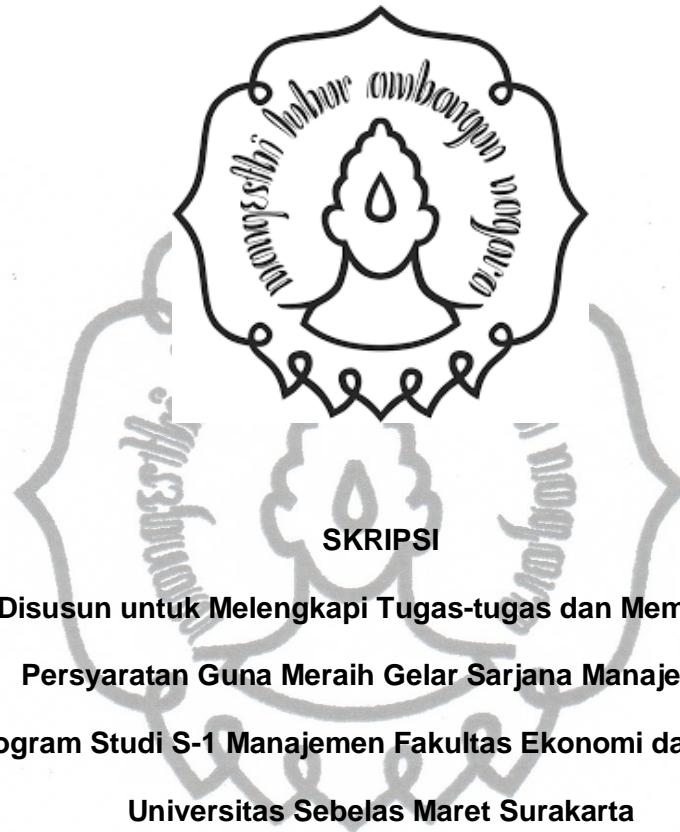 mangesthi luhur ambangun nagara
SKRIPSI
Disusun untuk Melengkapi Tugas-tugas dan Mem
Persyaratan Guna Meraih Gelar Sarjana Manaje
ogram Studi S-1 Manajemen Fakultas Ekonomi da
Universitas Sebelas Maret Surakarta